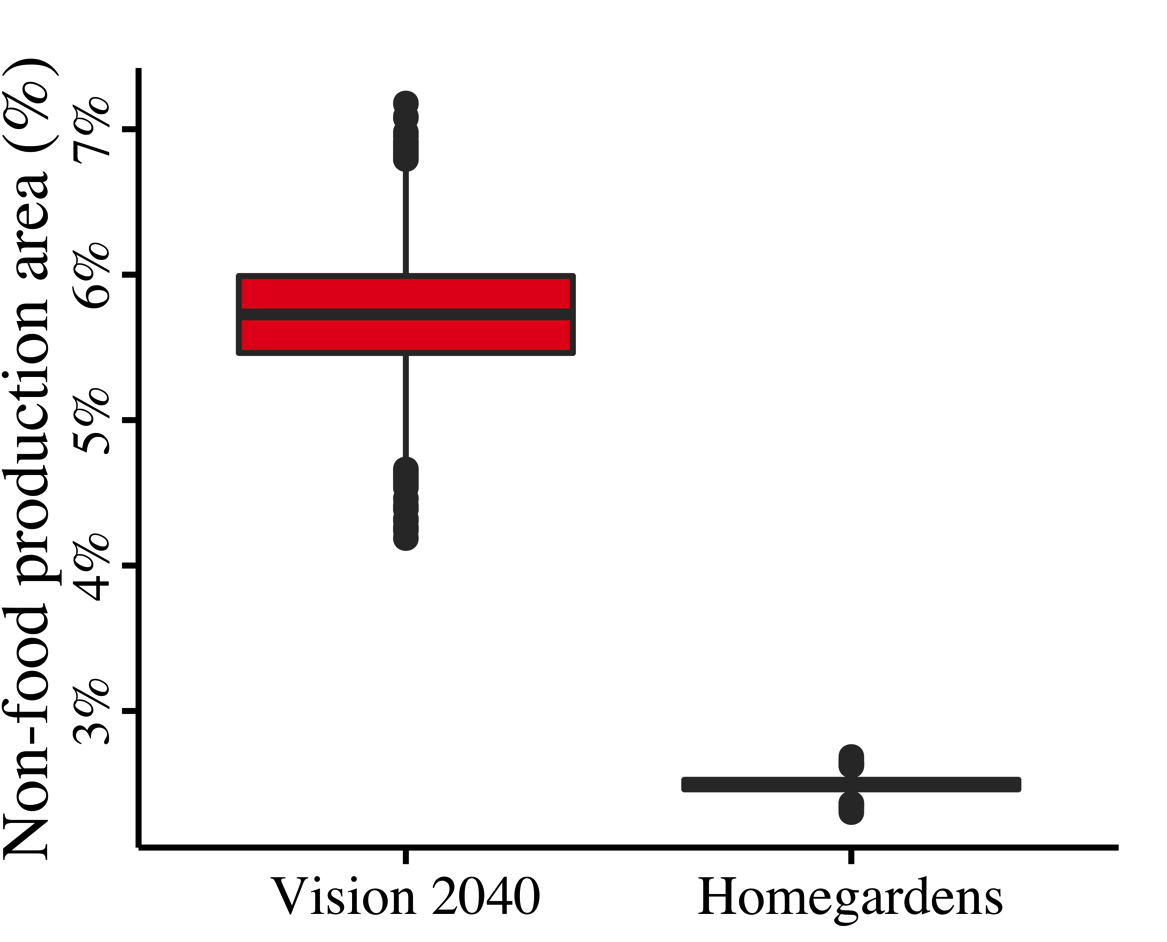 Non-food production area (%)
7%
6%
5%
4%
3%
Vision 2040
Homegardens